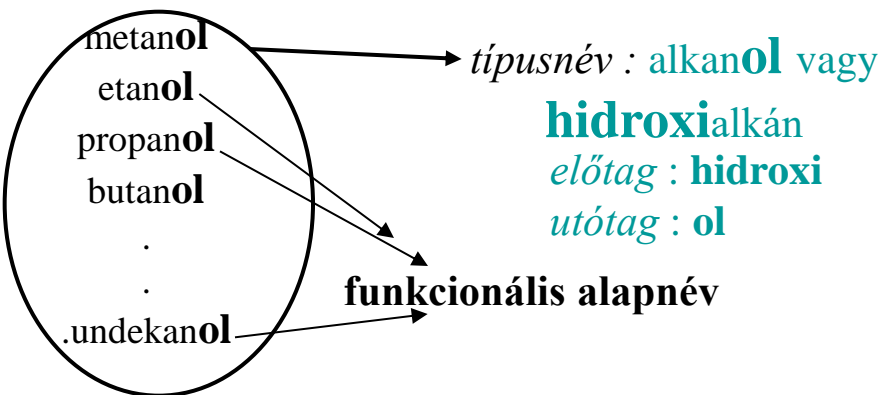 metanol
etanol
propanol
butanol
.
.
.undekanol
típusnév : alkanol vagy
hidroxialkán
előtag : hidroxi
utótag : ol
funkcionális alapnév